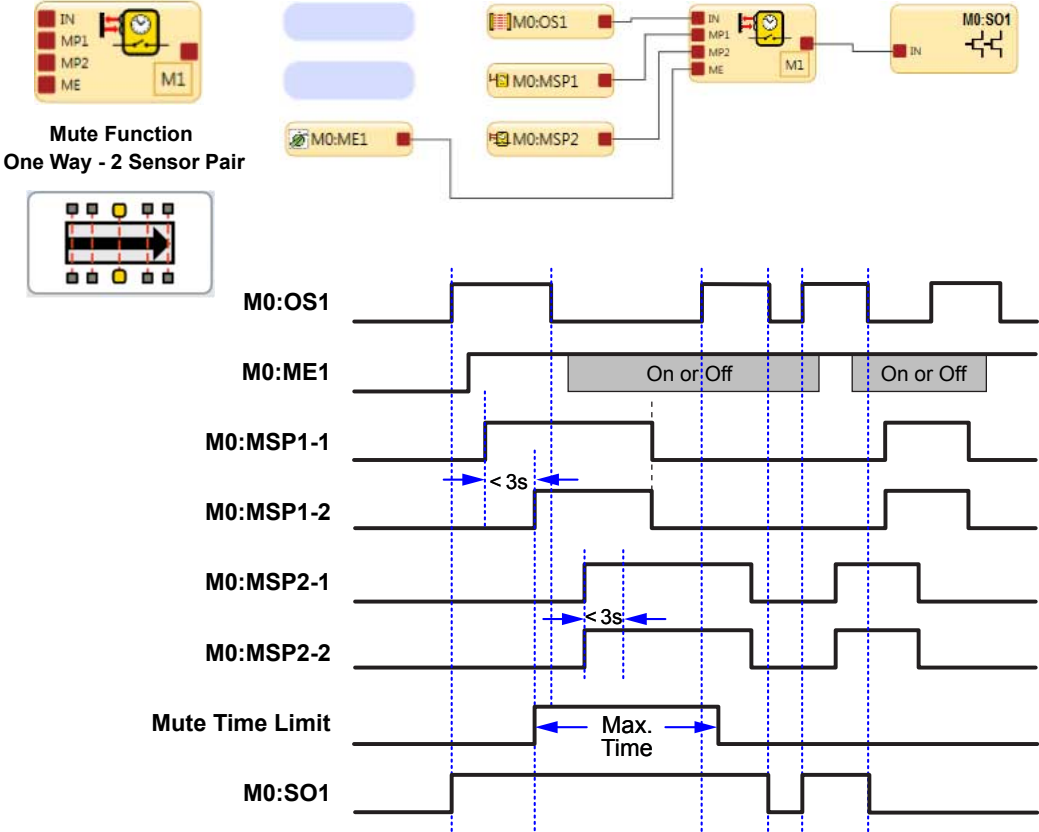 IN
MP1
MP2
ME
M1
Mute Function
One Way - 2 Sensor Pair
M0:ME1
M0:OS1
M0:MSP1
M0:MSP2
IN
MP1
MP2
ME
M1
M0:SO1
IN
M0:OS1
M0:ME1
On or Off
On or Off
M0:MSP1-1
< 3s
M0:MSP1-2
M0:MSP2-1
< 3s
M0:MSP2-2
Mute Time Limit
Max.
Time
M0:SO1